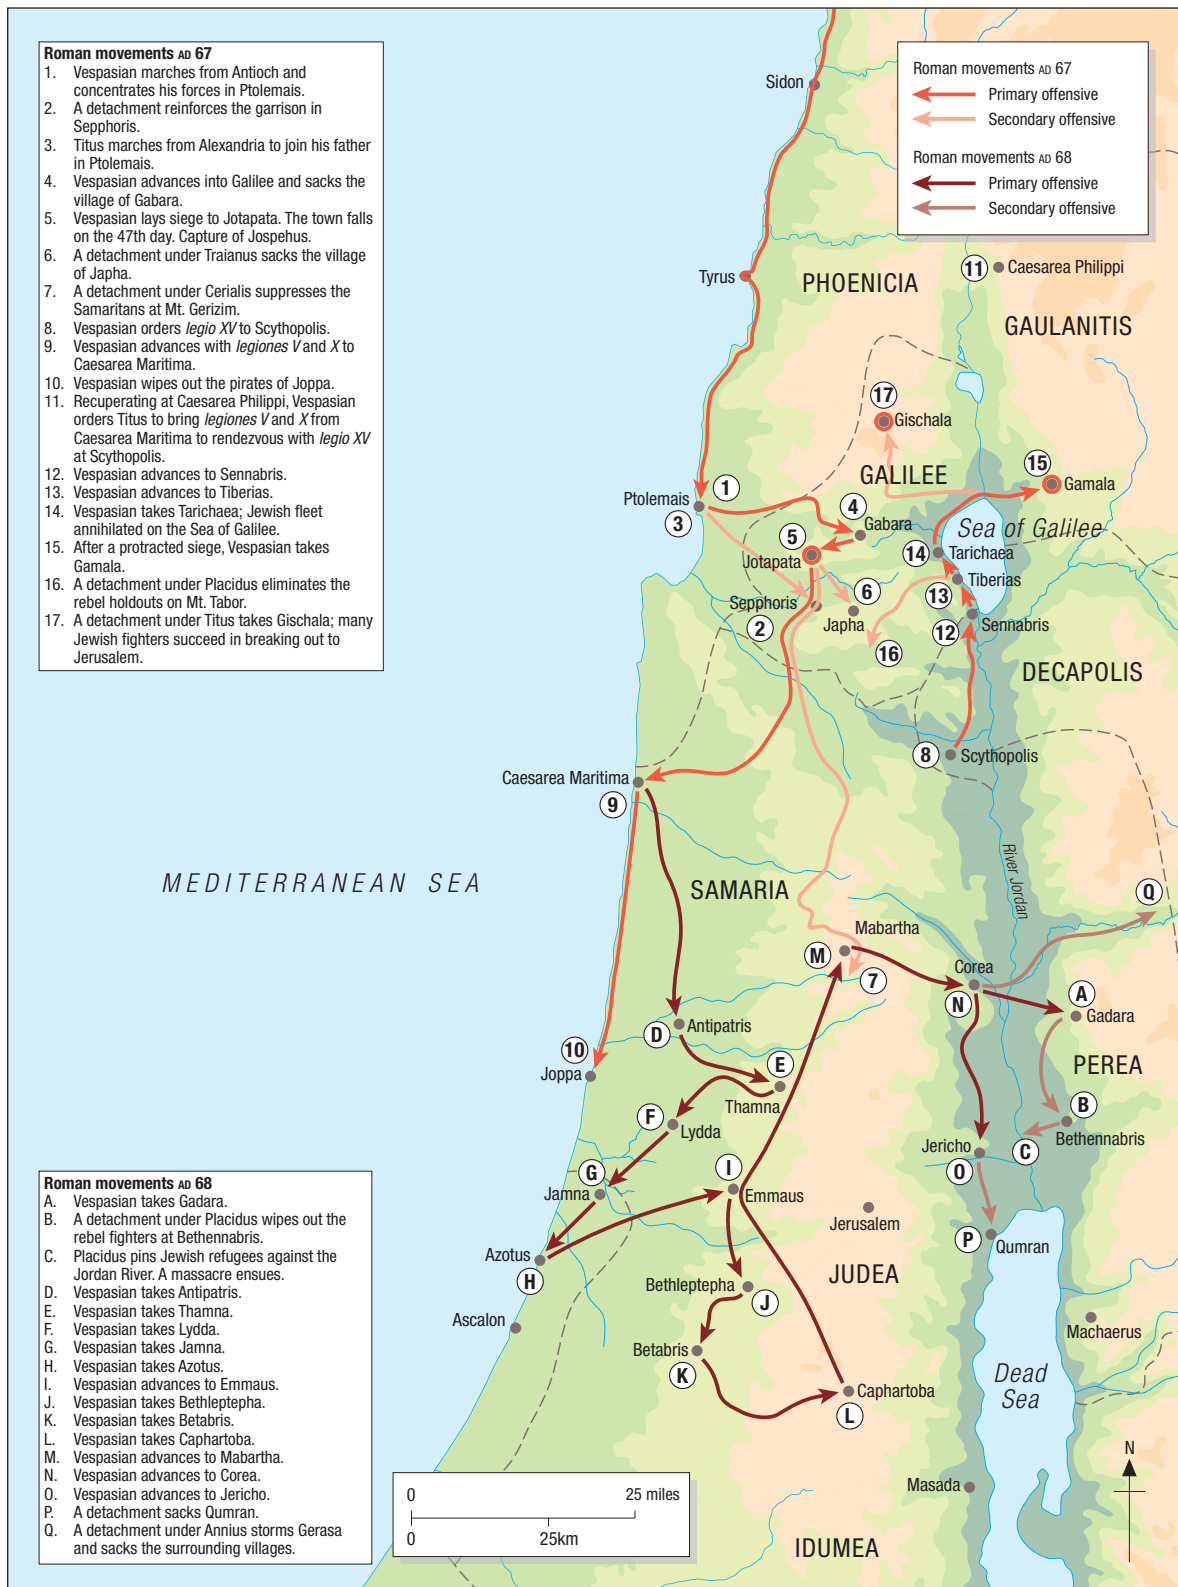 Roman movements AD 67
1. Vespasian marches from Antioch and
concentrates his forces in Ptolemais.
2. A detachment reinforces the garrison in
Sepphoris.
3. Titus marches from Alexandria to join his father
in Ptolemais.
4. Vespasian advances into Galilee and sacks the
village of Gabara.
5. Vespasian lays siege to Jotapata. The town falls
on the 47th day. Capture of Jospehus.
6. A detachment under Traianus sacks the village
of Japha.
7. A detachment under Cerialis suppresses the
Samaritans at Mt. Gerizim.
8. Vespasian orders legio XV to Scythopolis.
9. Vespasian advances with legiones V and X to
Caesarea Maritima.
10. Vespasian wipes out the pirates of Joppa.
11. Recuperating at Caesarea Philippi, Vespasian
orders Titus to bring legiones V and X from
Caesarea Maritima to rendezvous with legio XV
at Scythopolis.
12. Vespasian advances to Sennabris.
13. Vespasian advances to Tiberias.
14. Vespasian takes Tarichaea; Jewish fleet
annihilated on the Sea of Galilee.
15. After a protracted siege, Vespasian takes
Gamala.
16. A detachment under Placidus eliminates the
rebel holdouts on Mt. Tabor.
17. A detachment under Titus takes Gischala; many
Jewish fighters succeed in breaking out to
Jerusalem.
Roman movements AD 67
Primary offensive
Secondary offensive
Roman movements AD 68
Primary offensive
Secondary offensive
Sidon
Tyrus
PHOENICIA
11 Caesarea Philippi
GAULANITIS
17
Gischala
GALILEE
15
Gamala
Ptolemais
1
3
4
Gabara
Sea of Galilee
5
Jotapata
14 Tarichaea
Tiberias
13
6
Sepphoris
2
Japha
12
Sennabris
16
DECAPOLIS
8 Scythopolis
Caesarea Maritima
9
River Jordan
MEDITERRANEAN SEA
SAMARIA
Q
Mabartha
M
7
Corea
N
A
Gadara
D Antipatris
10
Joppa
E
Thamna
PEREA
F
Lydda
B
Bethennabris
Jericho
O
C
G
Jamna
I
Emmaus
Jerusalem
P
Qumran
Azotus
H
JUDEA
Bethleptepha
J
Ascalon
Machaerus
Betabris
K
Caphartoba
L
Dead
Sea
N
Masada
IDUMEA
0 25 miles
0 25km
Roman movements AD 68
A. Vespasian takes Gadara.
B. A detachment under Placidus wipes out the
rebel fighters at Bethennabris.
C. Placidus pins Jewish refugees against the
Jordan River. A massacre ensues.
D. Vespasian takes Antipatris.
E. Vespasian takes Thamna.
F. Vespasian takes Lydda.
G. Vespasian takes Jamna.
H. Vespasian takes Azotus.
I. Vespasian advances to Emmaus.
J. Vespasian takes Bethleptepha.
K. Vespasian takes Betabris.
L. Vespasian takes Caphartoba.
M. Vespasian advances to Mabartha.
N. Vespasian advances to Corea.
O. Vespasian advances to Jericho.
P. A detachment sacks Qumran.
Q. A detachment under Annius storms Gerasa
and sacks the surrounding villages.